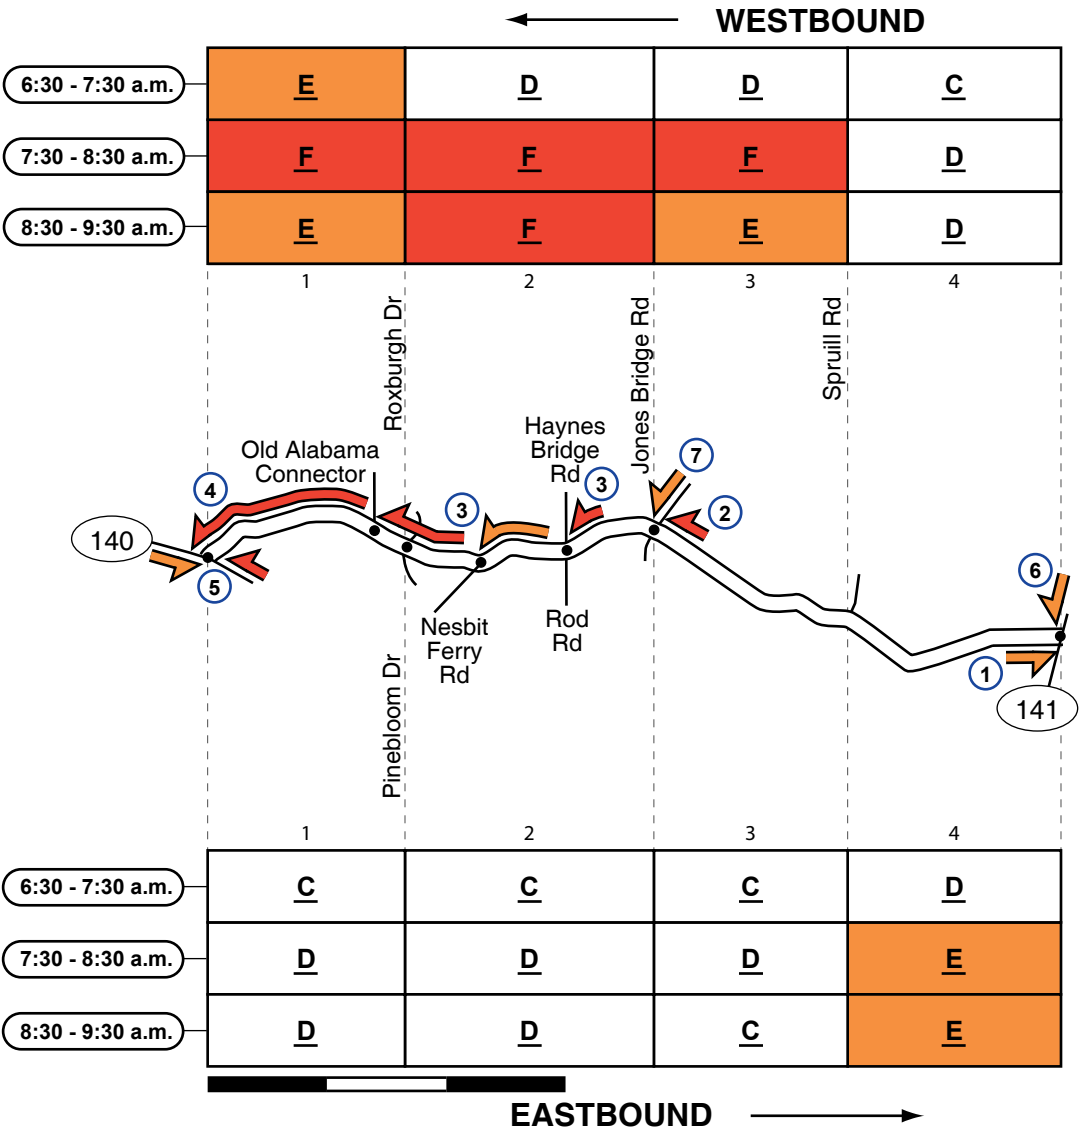 WESTBOUND
6:30 - 7:30 a.m. E D D C
7:30 - 8:30 a.m. F F F D
8:30 - 9:30 a.m. E F E D
1 2 3 4
Roxburgh Dr
Jones Bridge Rd
Spruill Rd
Old Alabama
Connector
Haynes
Bridge
Rd
4
3
3
7
2
140
5
6
1
141
Nesbit
Ferry
Rd
Rod
Rd
Pinebloom Dr
1 2 3 4
6:30 - 7:30 a.m. C C C D
7:30 - 8:30 a.m. D D D E
8:30 - 9:30 a.m. D D C E
EASTBOUND